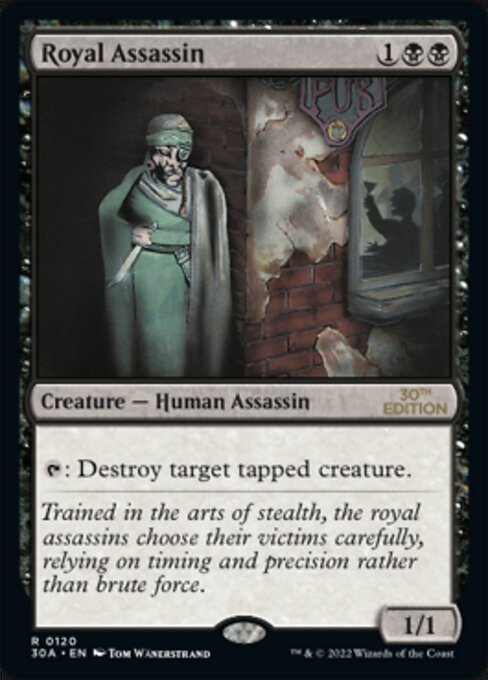 Royal Assassin 1
PUB
Creature — Human Assassin
30TH
EDITION
: Destroy target tapped creature.
Trained in the arts of stealth, the royal
assassins choose their victims carefully,
relying on timing and precision rather
than brute force.
1/1
R 0120
30A • EN Tom Wänerstrand
™ & © 2022 Wizards of the Coast